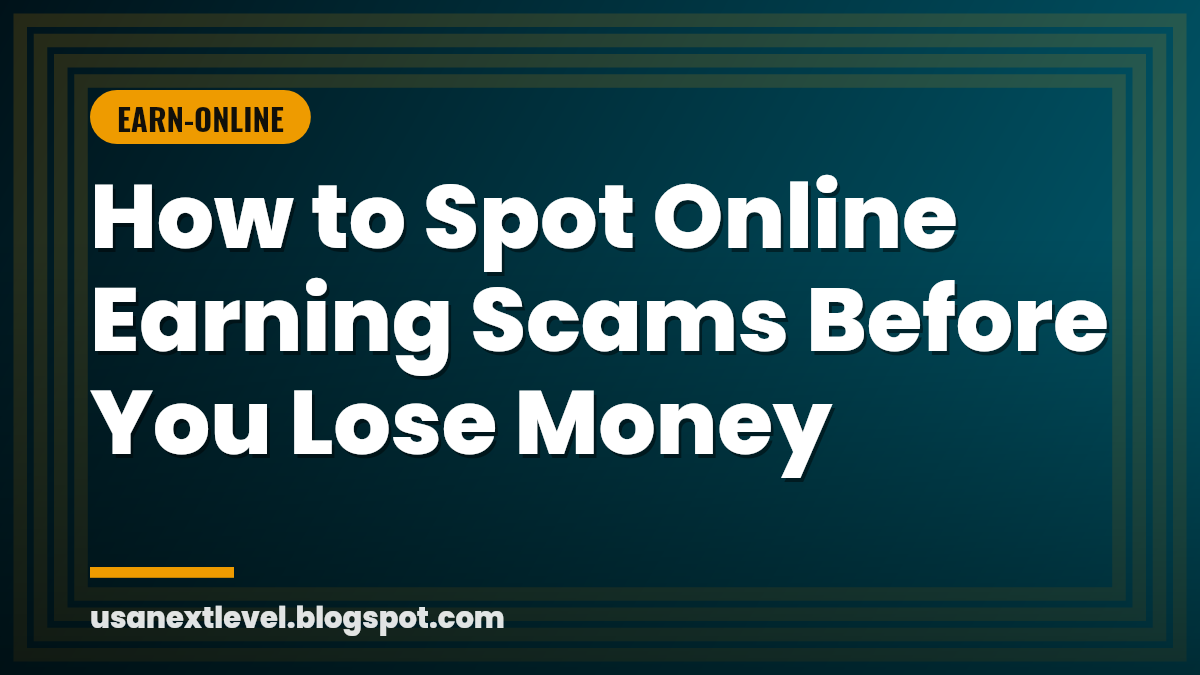 EARN-ONLINE
How to Spot Online
Earning Scams Before
You Lose Money
usanextlevel.blogspot.com